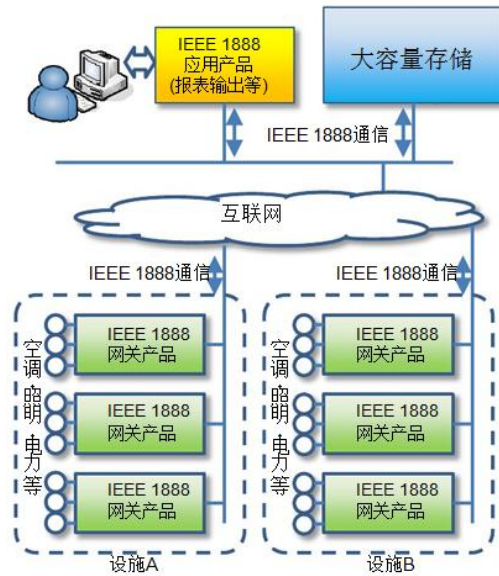 IEEE 1888
应用产品
(报表输出等)
大容量存储
IEEE 1888通信
互联网
IEEE 1888通信
IEEE 1888通信
空调·照明·电力等
IEEE 1888
网关产品
IEEE 1888
网关产品
IEEE 1888
网关产品
设施A
空调·照明·电力等
IEEE 1888
网关产品
IEEE 1888
网关产品
IEEE 1888
网关产品
设施B